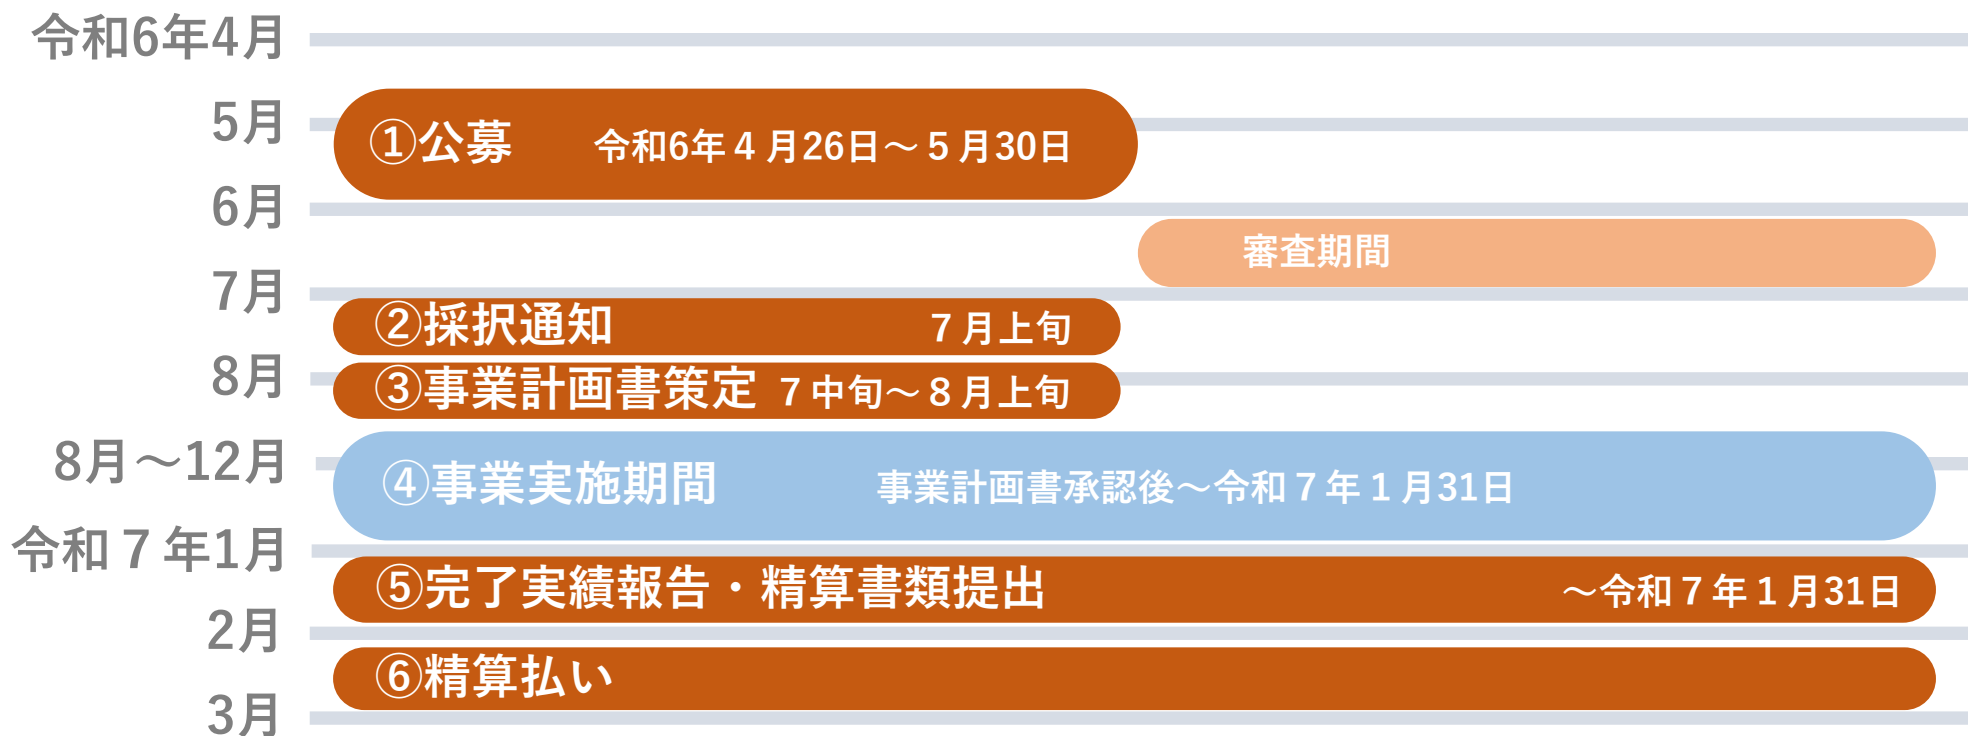 令和6年4月
5月
①公募 令和6年４月26日～５月30日
6月
審査期間
7月
②採択通知 ７月上旬
8月
③事業計画書策定 ７中旬～８月上旬
8月～12月
④事業実施期間 事業計画書承認後～令和７年１月31日
令和７年1月
⑤完了実績報告・精算書類提出 ～令和７年１月31日
2月
⑥精算払い
3月